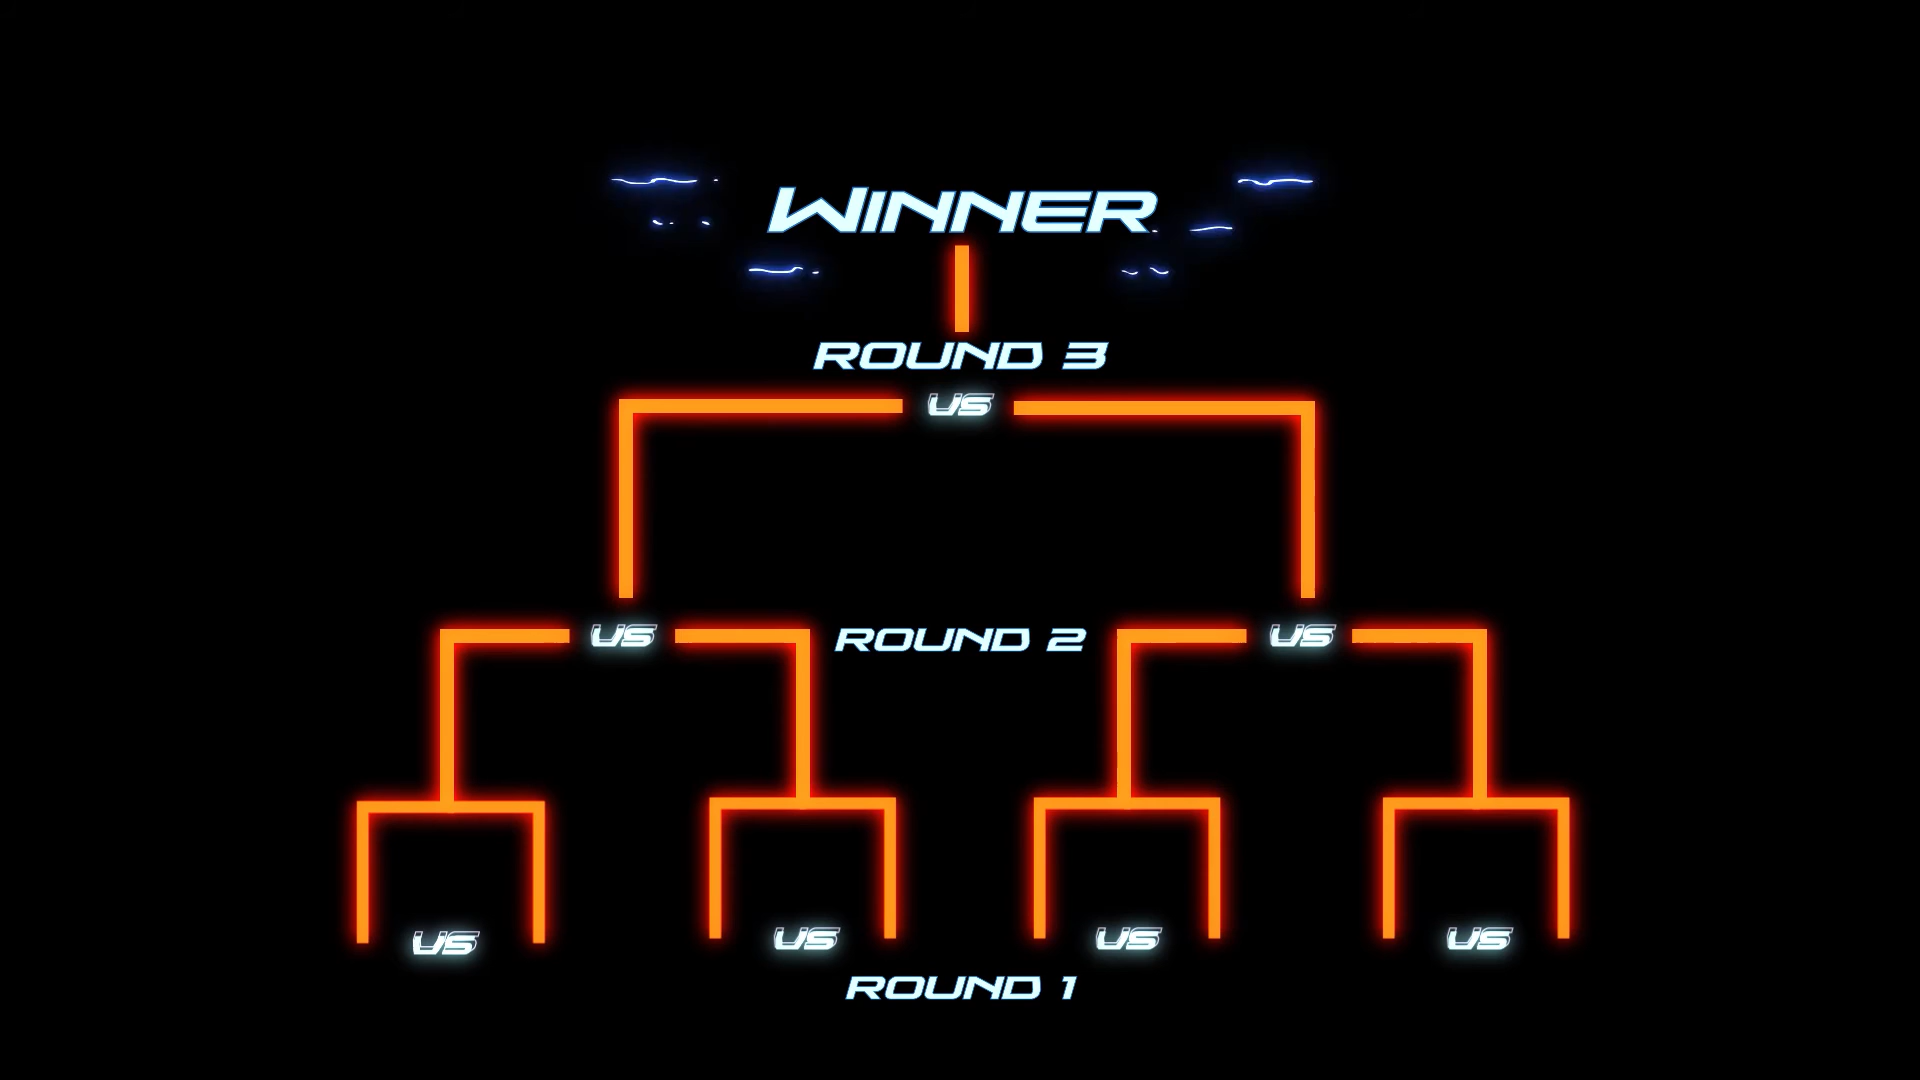 WINNER
ROUND 3
VS
VS ROUND 2 VS
VS VS VS VS
ROUND 1